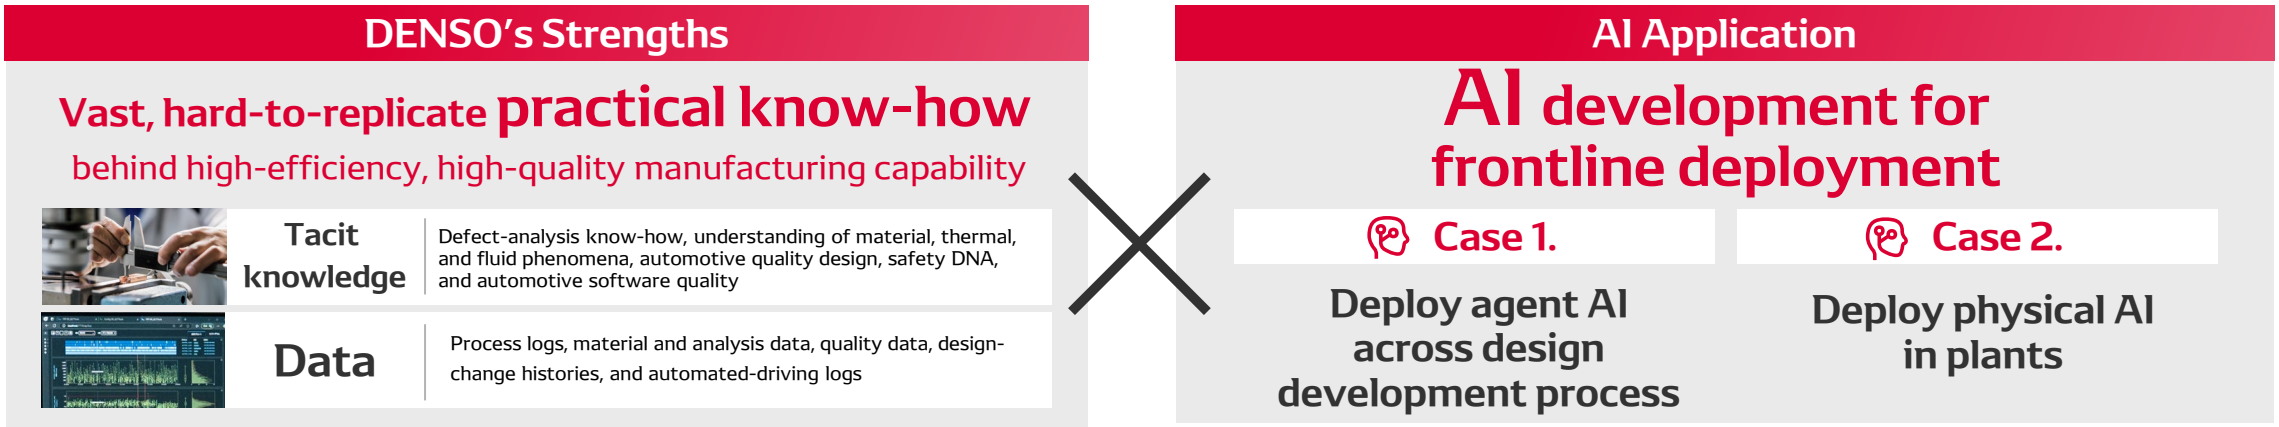 DENSO’s Strengths
Vast, hard-to-replicate practical know-how
behind high-efficiency, high-quality manufacturing capability
Tacit
knowledge
Defect-analysis know-how, understanding of material, thermal,
and fluid phenomena, automotive quality design, safety DNA,
and automotive software quality
Data
Process logs, material and analysis data, quality data, design-
change histories, and automated-driving logs
AI Application
AI development for
frontline deployment
Case 1.
Deploy agent AI
across design
development process
Case 2.
Deploy physical AI
in plants